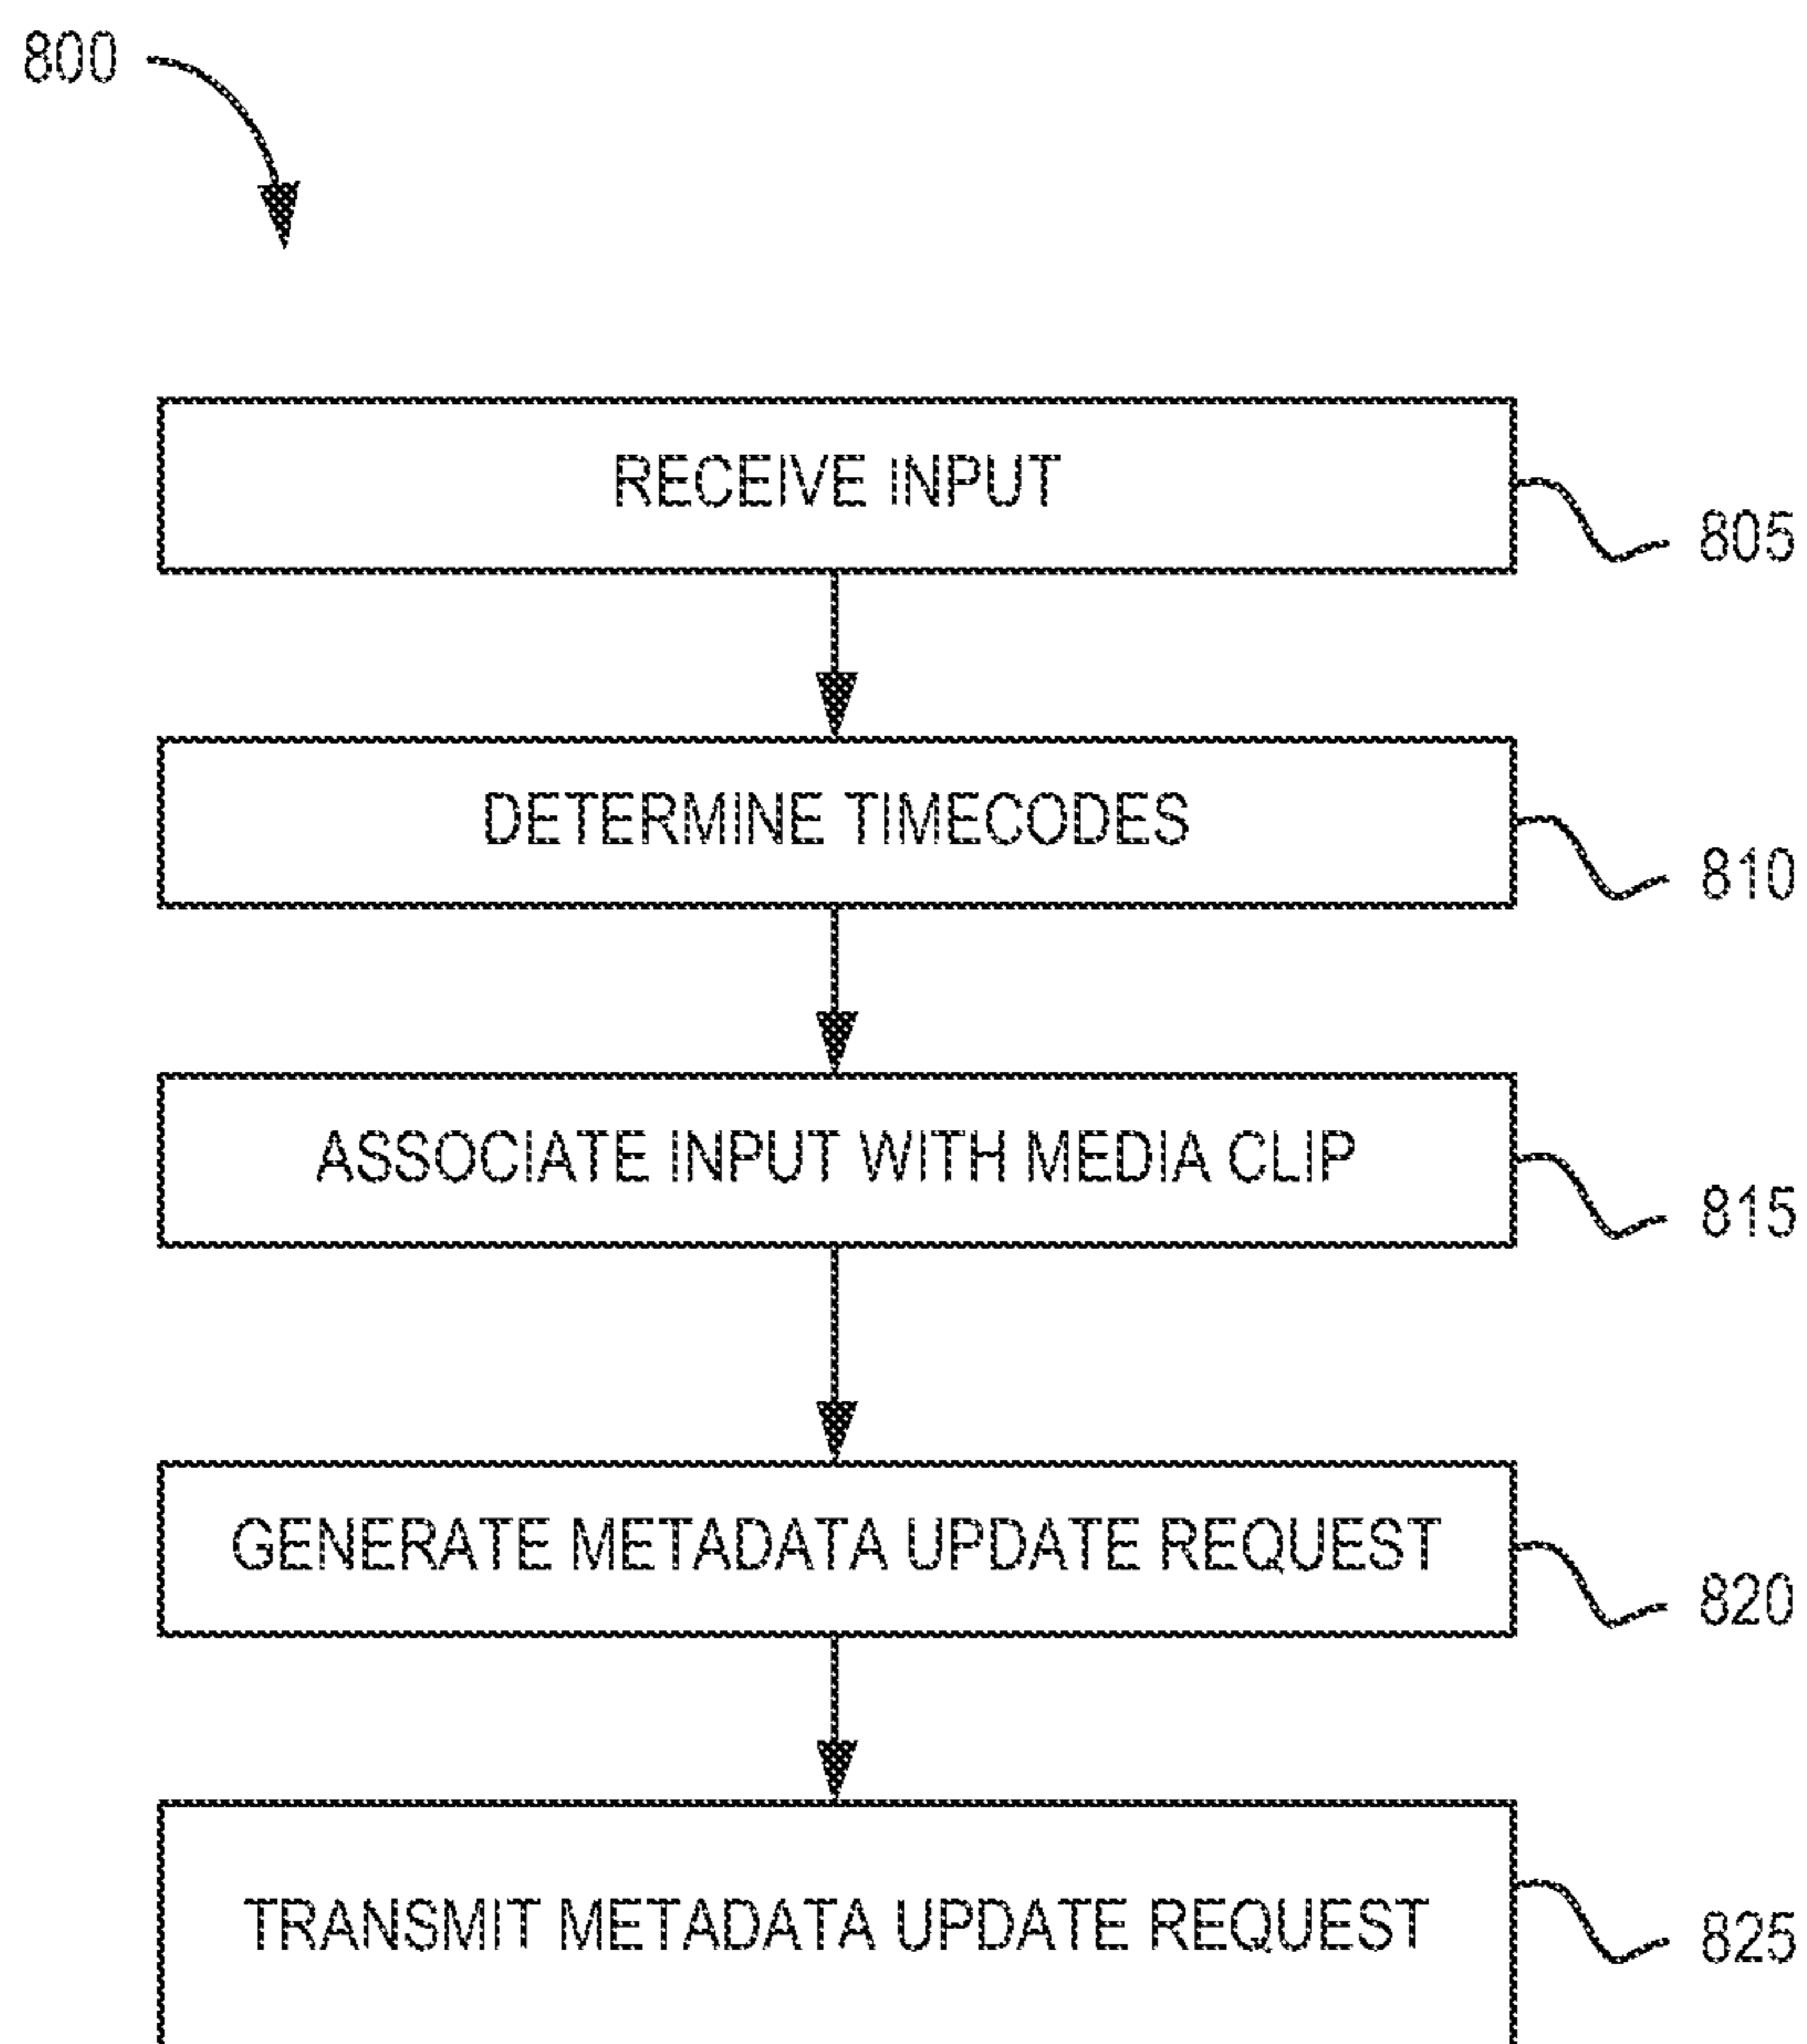 800
RECEIVE INPUT
805
DETERMINE TIMECODES
810
ASSOCIATE INPUT WITH MEDIA CLIP
815
GENERATE METADATA UPDATE REQUEST
820
TRANSMIT METADATA UPDATE REQUEST
825